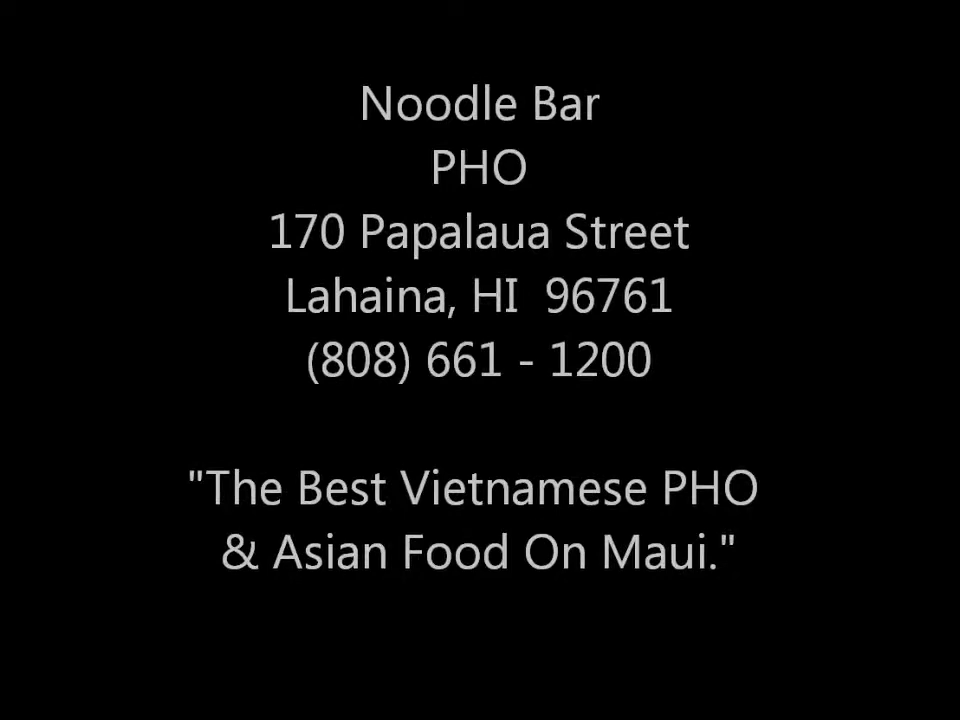 Noodle Bar
PHO
170 Papalaua Street
Lahaina, HI  96761
(808) 661 - 1200
"The Best Vietnamese PHO
& Asian Food On Maui."